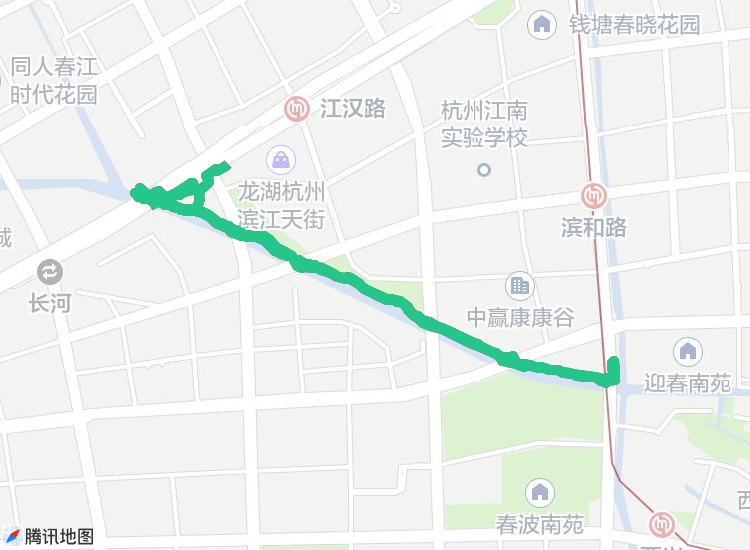 钱塘春晓花园
同人春江
时代花园
江汉路
杭州江南
实验学校
龙湖杭州
滨江天街
滨和路
城
长河
中赢康康谷
迎春南苑
春波南苑
西
腾讯地图